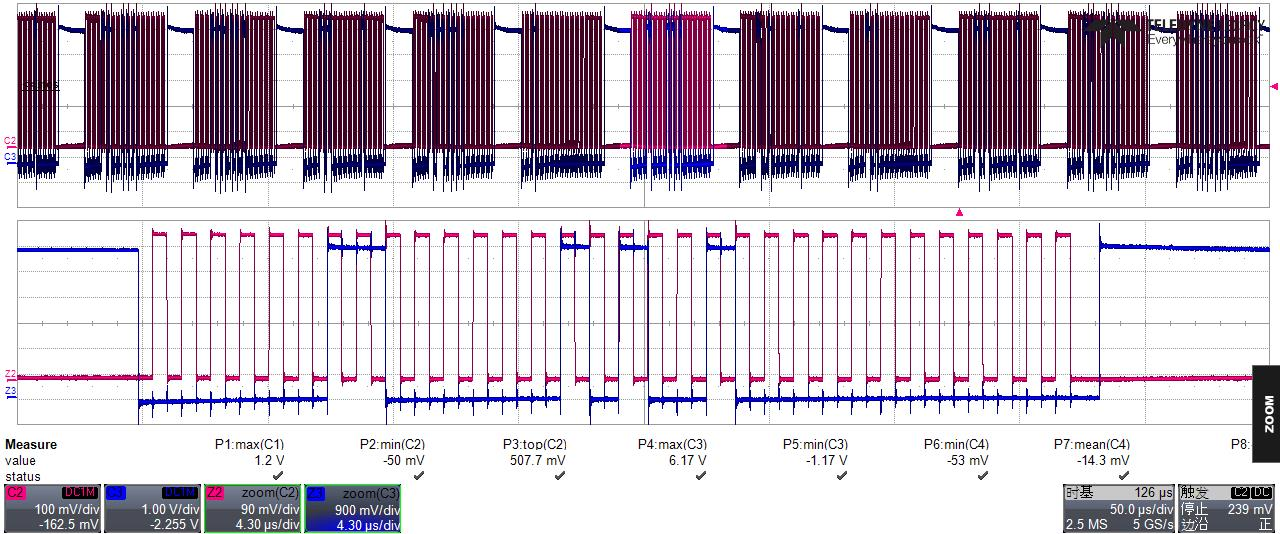 TELE
Every
C2
C3
Z2
Z3
ZOOM
Measure P1:max(C1) P2:min(C2) P3:top(C2) P4:max(C3) P5:min(C3) P6:min(C4) P7:mean(C4) P8:
value 1.2 V -50 mV 507.7 mV 6.17 V -1.17 V -53 mV -14.3 mV
status
C2 DC1M C3 DC1M Z2 zoom(C2) Z3 zoom(C3) 时基 126 µs 触发 C2 DC
100 mV/div 1.00 V/div 90 mV/div 900 mV/div 50.0 µs/div 停止 239 mV
-162.5 mV -2.255 V 4.30 µs/div 4.30 µs/div 2.5 MS 5 GS/s 边沿 正